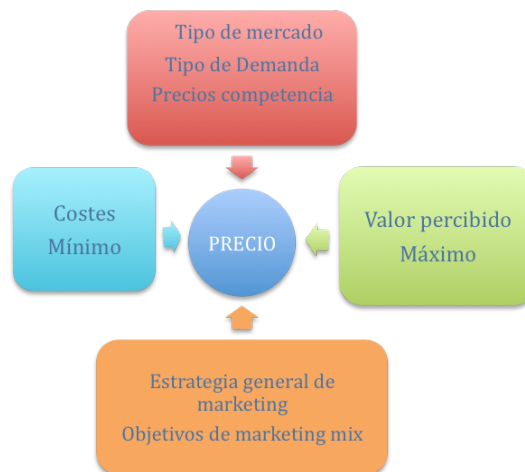 Tipo de mercado
Tipo de Demanda
Precios competencia
Costes
Mínimo
PRECIO
Valor percibido
Máximo
Estrategia general de
marketing
Objetivos de marketing mix